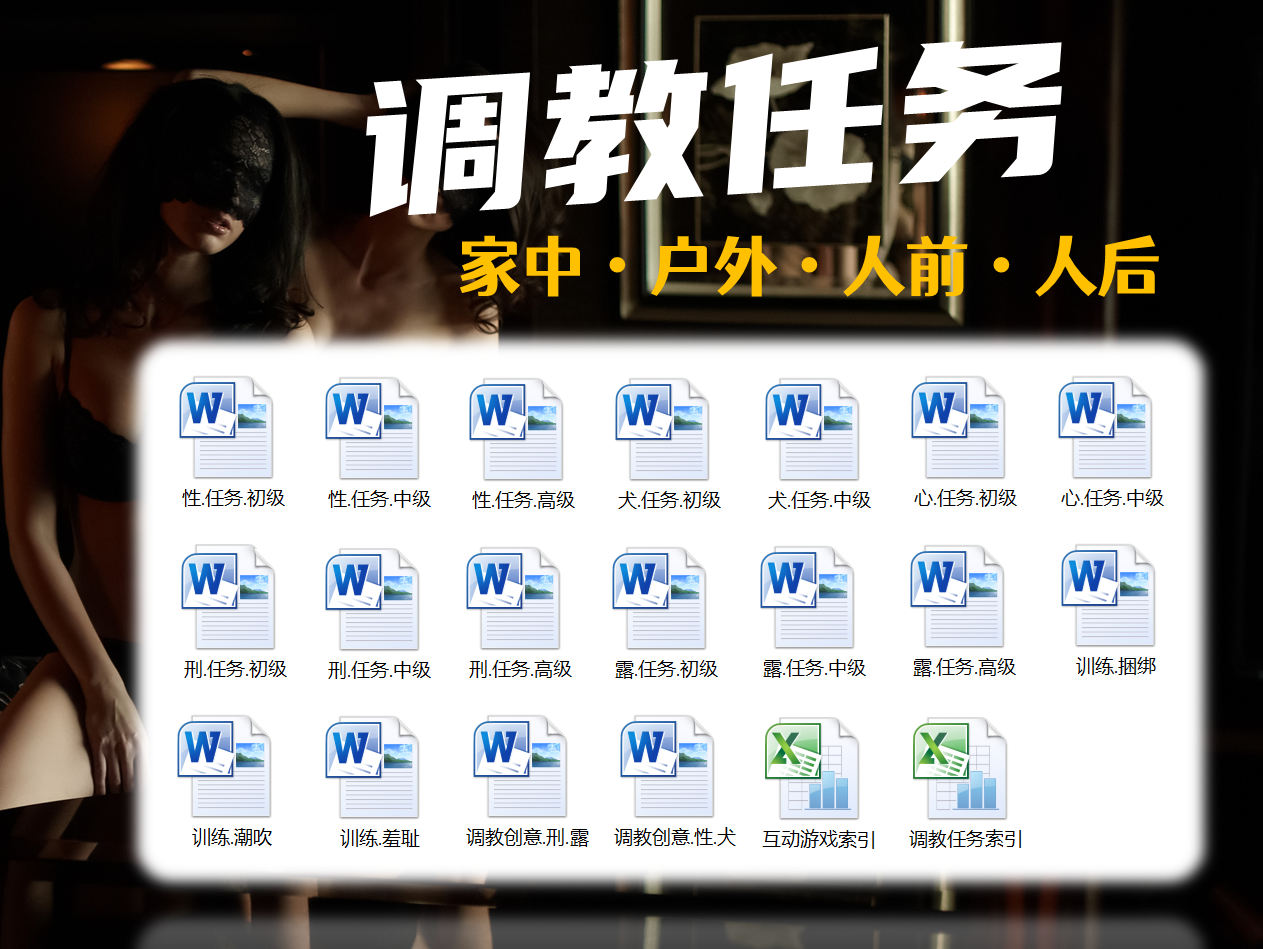 调教任务
家中·户外·人前·人后
性.任务.初级
性.任务.中级
性.任务.高级
犬.任务.初级
犬.任务.中级
心.任务.初级
心.任务.中级
刑.任务.初级
刑.任务.中级
刑.任务.高级
露.任务.初级
露.任务.中级
露.任务.高级
训练.捆绑
训练.潮吹
训练.羞耻
调教创意.刑.露
调教创意.性.犬
互动游戏索引
调教任务索引